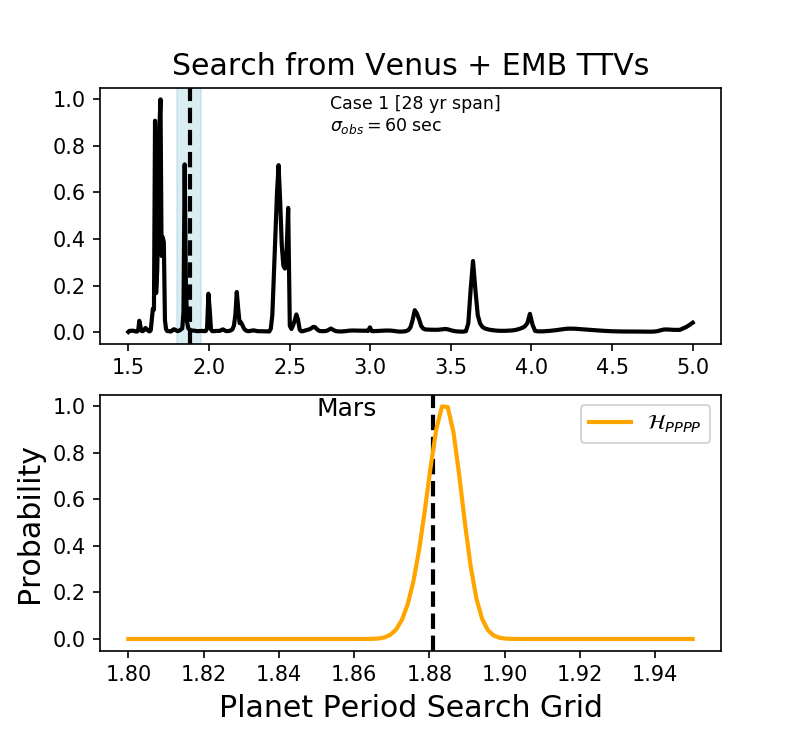 Search from Venus + EMB TTVs
Case 1 [28 yr span]
σ_obs = 60 sec
1.0
0.8
0.6
0.4
0.2
0.0
1.5 2.0 2.5 3.0 3.5 4.0 4.5 5.0
Mars
ℋ_PPPP
Probability
1.0
0.8
0.6
0.4
0.2
0.0
1.80 1.82 1.84 1.86 1.88 1.90 1.92 1.94
Planet Period Search Grid